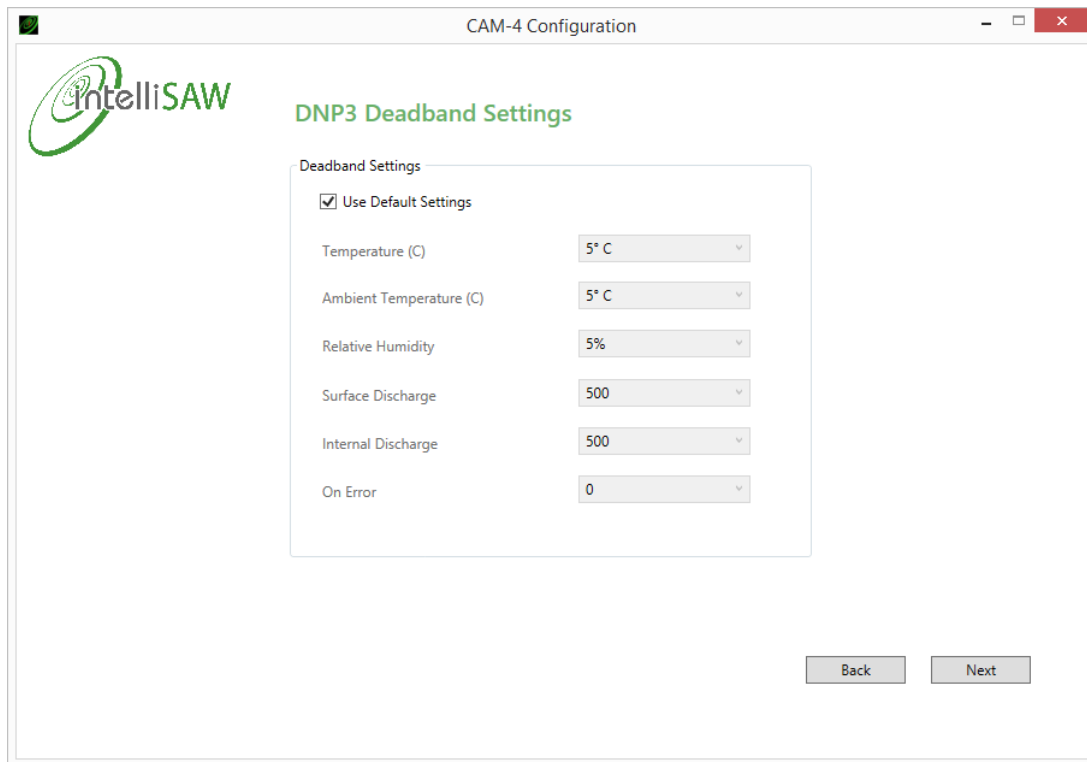 CAM-4 Configuration
intelliSAW
DNP3 Deadband Settings
Deadband Settings
Use Default Settings
Temperature (C) 5° C
Ambient Temperature (C) 5° C
Relative Humidity 5%
Surface Discharge 500
Internal Discharge 500
On Error 0
Back Next